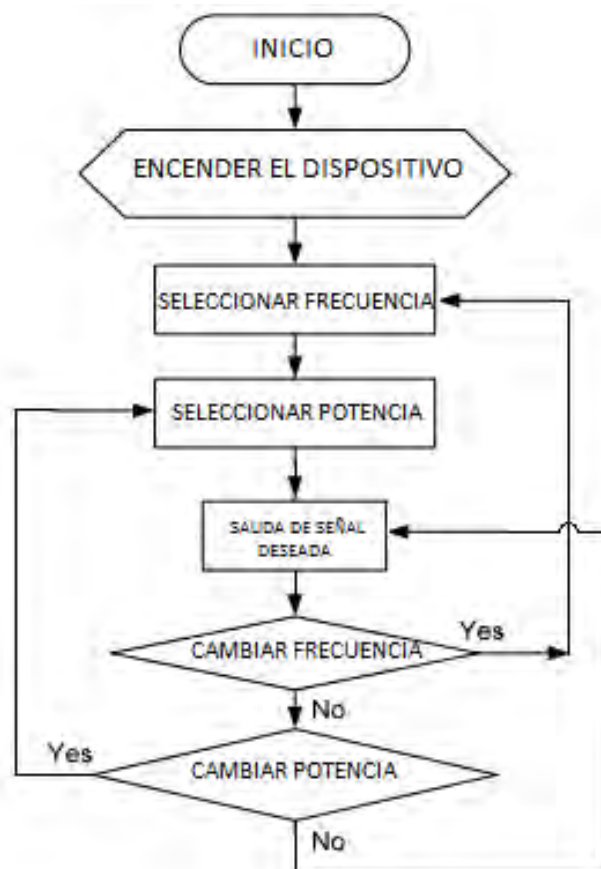 INICIO
ENCENDER EL DISPOSITIVO
SELECCIONAR FRECUENCIA
SELECCIONAR POTENCIA
SALIDA DE SEÑAL
DESEADA
CAMBIAR FRECUENCIA
Yes
No
Yes
CAMBIAR POTENCIA
No